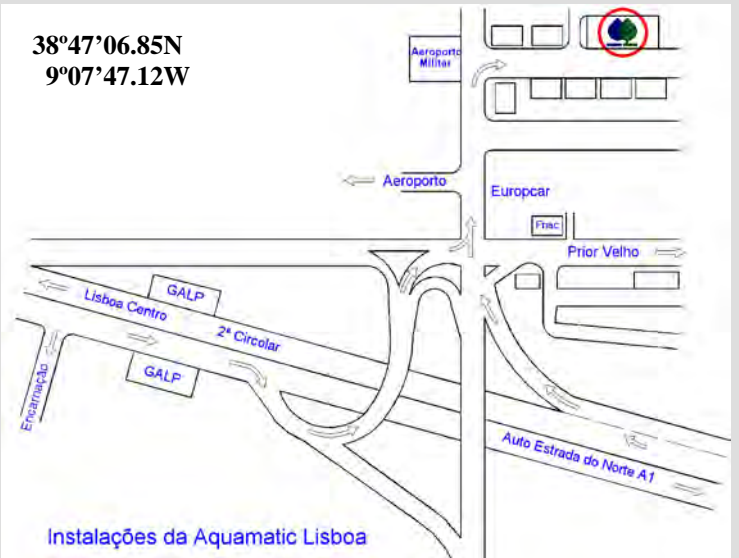 38º47’06.85N
9º07’47.12W
Aeroporto
Militar
Aeroporto
Europcar
Fnac
Prior Velho
GALP
Lisboa Centro
2ª Circolar
GALP
Encarnação
Auto Estrada do Norte A1
Instalações da Aquamatic Lisboa